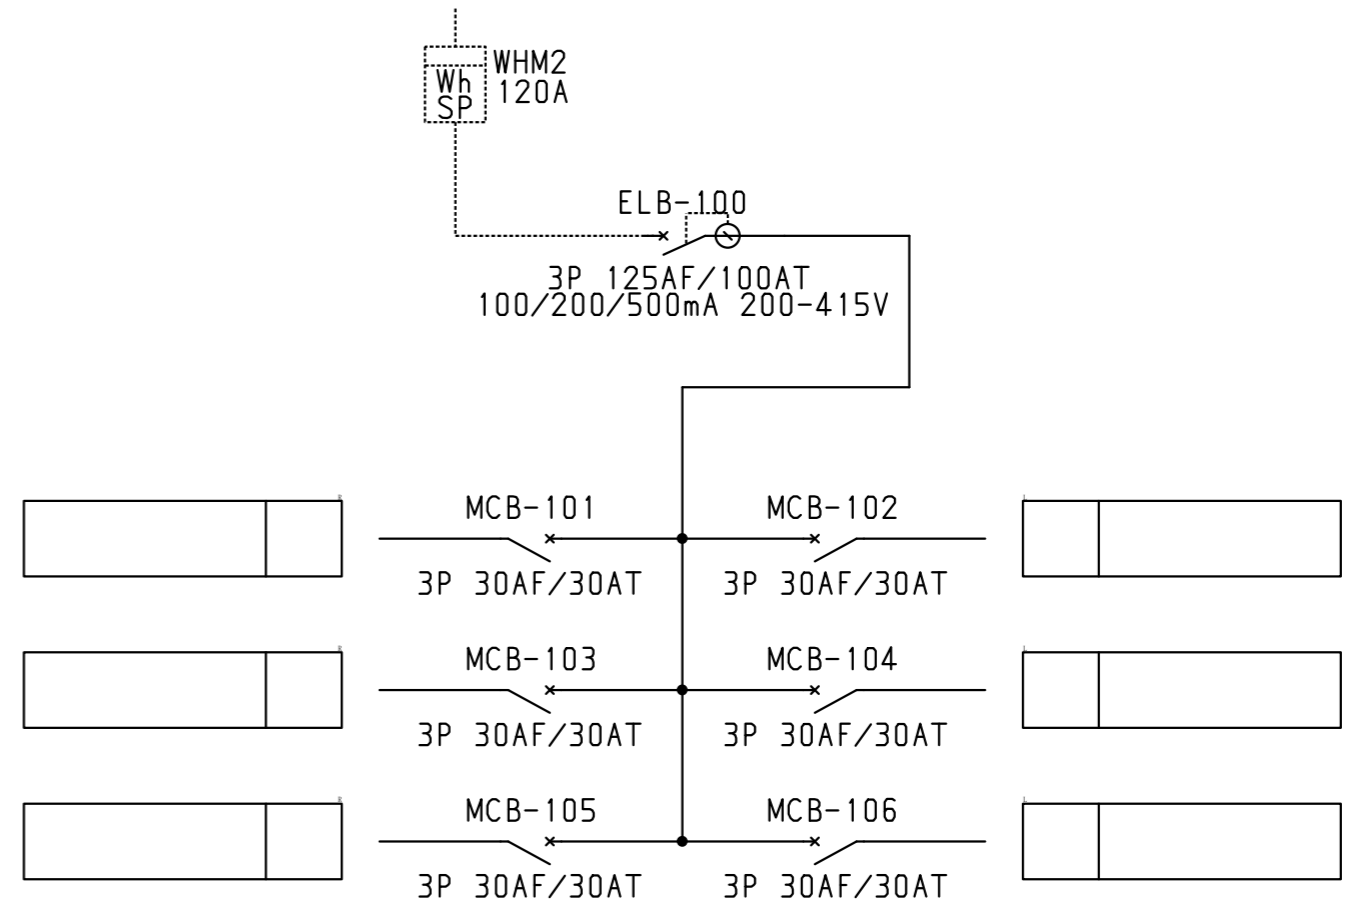 WHM2
Wh
120A
SP
ELB-100
3P 125AF/100AT
100/200/500mA 200-415V
MCB-101
MCB-102
3P 30AF/30AT
3P 30AF/30AT
MCB-103
MCB-104
3P 30AF/30AT
3P 30AF/30AT
MCB-105
MCB-106
3P 30AF/30AT
3P 30AF/30AT